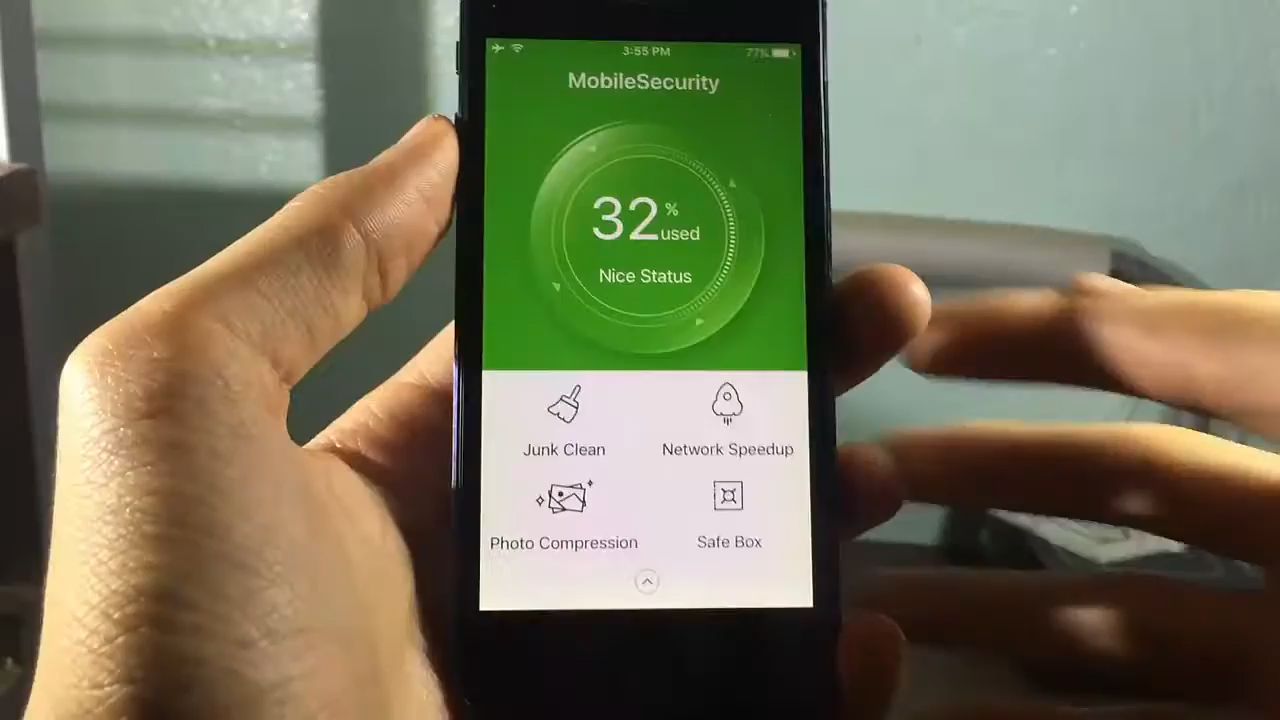 3:55 PM
77%
MobileSecurity
32 %
used
Nice Status
Junk Clean
Network Speedup
Photo Compression
Safe Box